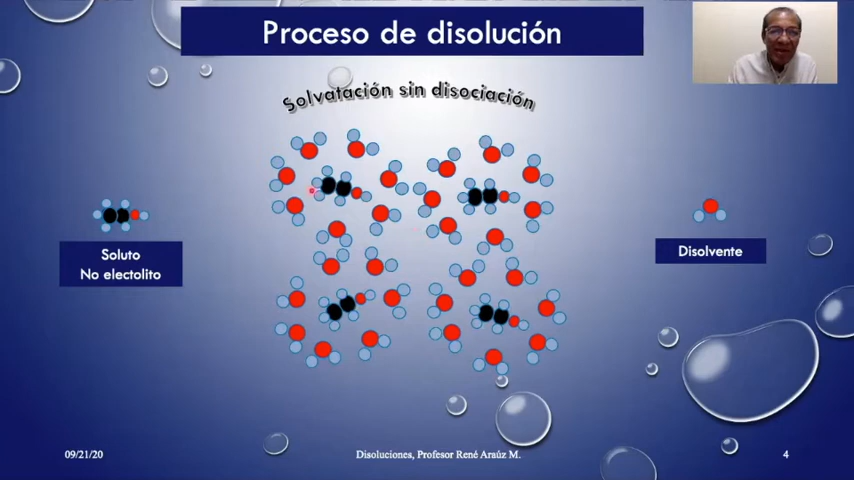 Proceso de disolución
Solvatación sin disociación
Soluto
No electolito
Disolvente
09/21/20
Disoluciones, Profesor René Araúz M.
4